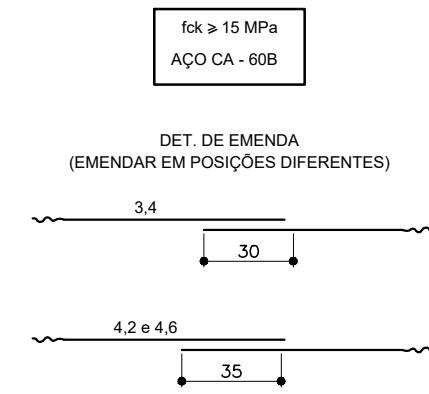 fck ⩾ 15 MPa
AÇO CA - 60B
DET. DE EMENDA
(EMENDAR EM POSIÇÕES DIFERENTES)
3,4
30
4,2 e 4,6
35